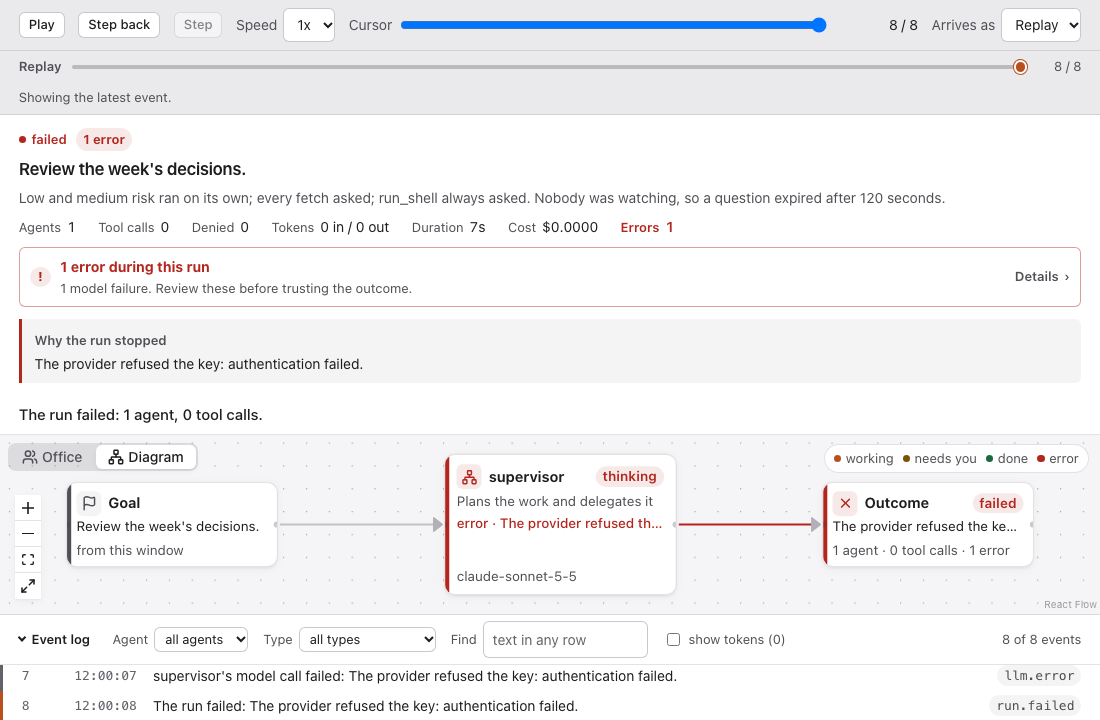 Play Step back Step Speed 1x Cursor 8 / 8 Arrives as Replay
Replay 8 / 8
Showing the latest event.
failed 1 error
Review the week's decisions.
Low and medium risk ran on its own; every fetch asked; run_shell always asked. Nobody was watching, so a question expired after 120 seconds.
Agents 1 Tool calls 0 Denied 0 Tokens 0 in / 0 out Duration 7s Cost $0.0000 Errors 1
! 1 error during this run
1 model failure. Review these before trusting the outcome.
Details ›
Why the run stopped
The provider refused the key: authentication failed.
The run failed: 1 agent, 0 tool calls.
Office Diagram
working needs you done error
Goal
Review the week's decisions.
from this window
supervisor thinking
Plans the work and delegates it
error · The provider refused th...
claude-sonnet-5-5
Outcome failed
The provider refused the ke...
1 agent · 0 tool calls · 1 error
React Flow
Event log Agent all agents Type all types Find text in any row show tokens (0) 8 of 8 events
7 12:00:07 supervisor's model call failed: The provider refused the key: authentication failed. llm.error
8 12:00:08 The run failed: The provider refused the key: authentication failed. run.failed